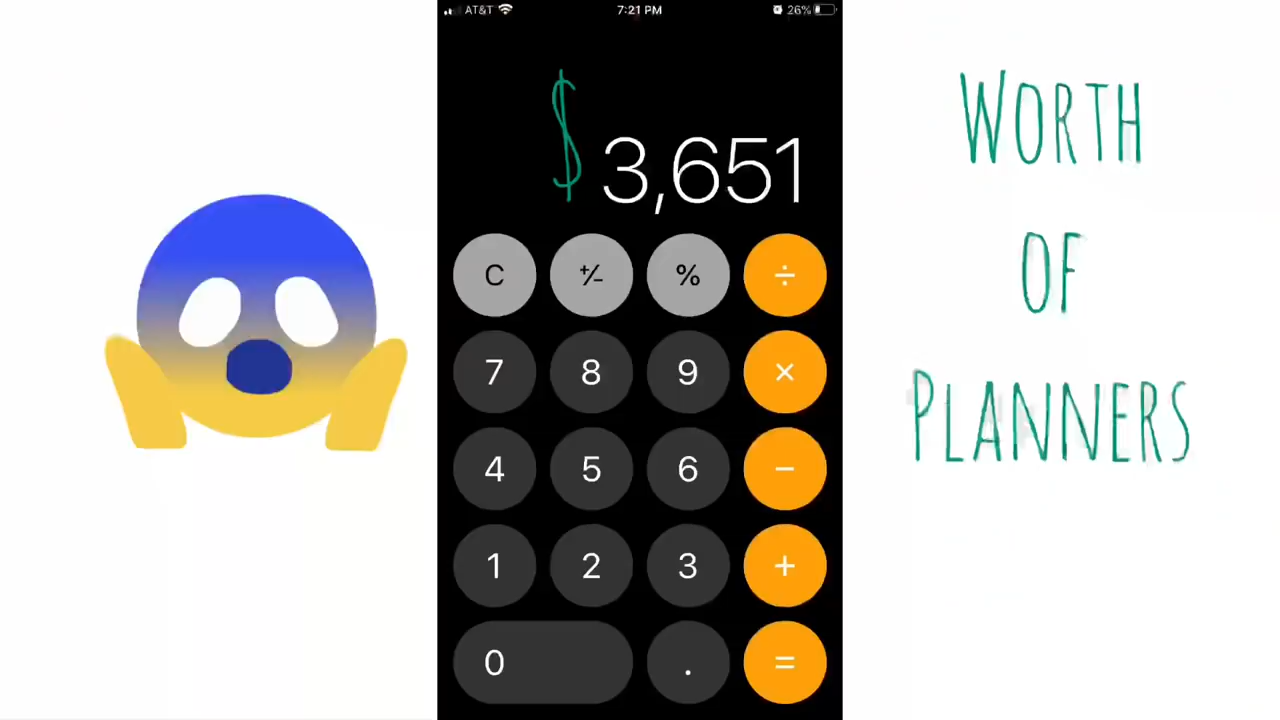 AT&T 7:21 PM 26%
$ 3,651
C +/- % ÷
7 8 9 ×
4 5 6 −
1 2 3 +
0 . =
WORTH
OF
PLANNERS